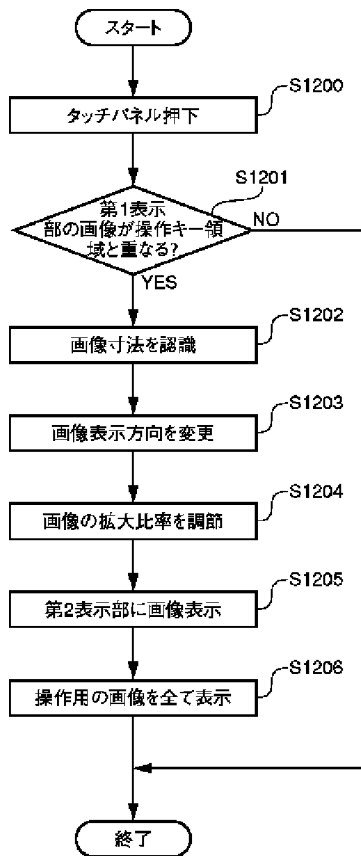 スタート
S1200
タッチパネル押下
S1201
第1表示
部の画像が操作キー領
域と重なる?
NO
YES
S1202
画像寸法を認識
S1203
画像表示方向を変更
S1204
画像の拡大比率を調節
S1205
第2表示部に画像表示
S1206
操作用の画像を全て表示
終了